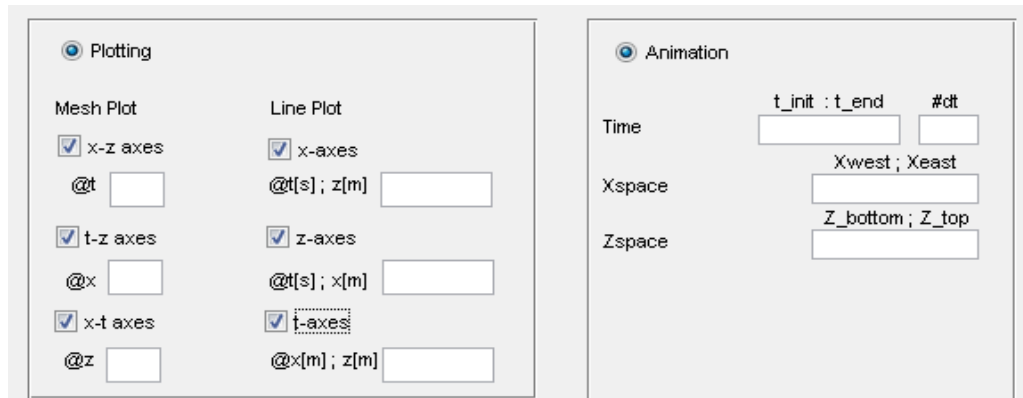 Plotting
Mesh Plot
Line Plot
x-z axes
x-axes
@t
@t[s] ; z[m]
t-z axes
z-axes
@x
@t[s] ; x[m]
x-t axes
t-axes
@z
@x[m] ; z[m]
Animation
t_init : t_end
#dt
Time
Xwest ; Xeast
Xspace
Z_bottom ; Z_top
Zspace